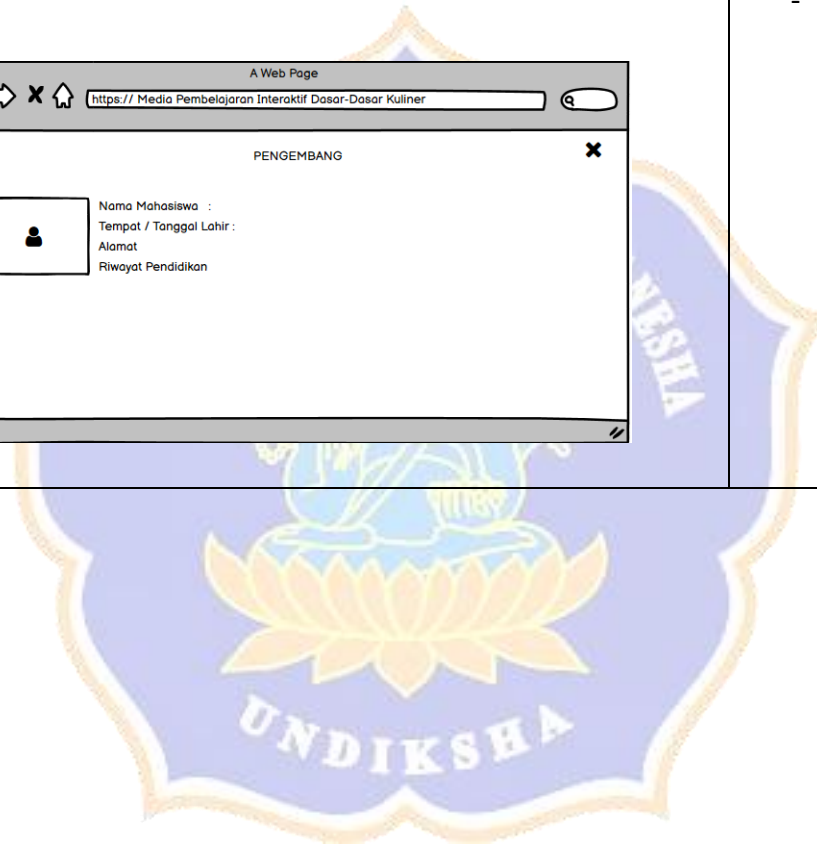 A Web Page
https:// Media Pembelajaran Interaktif Dasar-Dasar Kuliner
PENGEMBANG
Nama Mahasiswa :
Tempat / Tanggal Lahir :
Alamat
Riwayat Pendidikan
UNDIKSHA